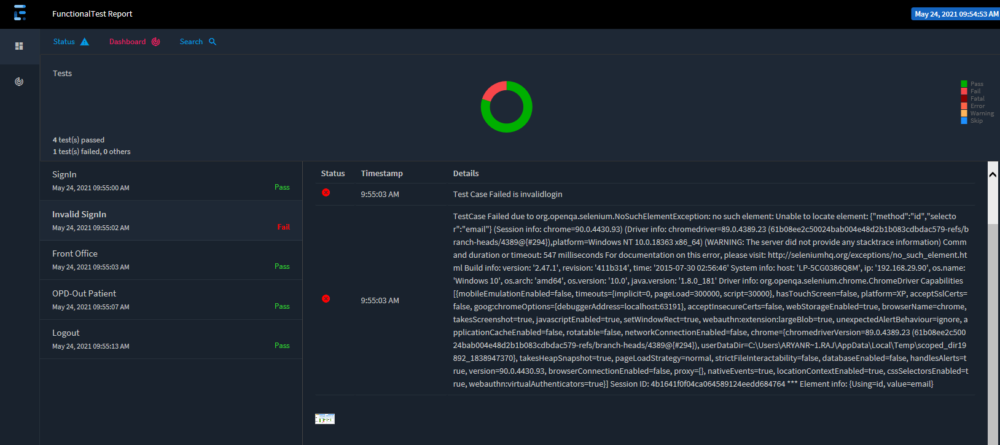 FunctionalTest Report
May 24, 2021 09:54:53 AM
Status
Dashboard
Search
Tests
Pass
Fail
Fatal
Error
Warning
Skip
4 test(s) passed
1 test(s) failed, 0 others
SignIn
May 24, 2021 09:55:00 AM
Pass
Invalid SignIn
May 24, 2021 09:55:02 AM
Fail
Front Office
May 24, 2021 09:55:03 AM
Pass
OPD-Out Patient
May 24, 2021 09:55:07 AM
Pass
Logout
May 24, 2021 09:55:13 AM
Pass
Status Timestamp Details
9:55:03 AM Test Case Failed is invalidlogin
9:55:03 AM
TestCase Failed due to org.openqa.selenium.NoSuchElementException: no such element: Unable to locate element: {"method":"id","selecto
r":"email"} (Session info: chrome=90.0.4430.93) (Driver info: chromedriver=89.0.4389.23 (61b08ee2c50024bab004e48d2b1b083cdbdac579-refs/b
ranch-heads/4389@{#294}),platform=Windows NT 10.0.18363 x86_64) (WARNING: The server did not provide any stacktrace information) Comm
and duration or timeout: 547 milliseconds For documentation on this error, please visit: http://seleniumhq.org/exceptions/no_such_element.ht
ml Build info: version: '2.47.1', revision: '411b314', time: '2015-07-30 02:56:46' System info: host: 'LP-5CG0386Q8M', ip: '192.168.29.90', os.name:
'Windows 10', os.arch: 'amd64', os.version: '10.0', java.version: '1.8.0_181' Driver info: org.openqa.selenium.chrome.ChromeDriver Capabilities
[{mobileEmulationEnabled=false, timeouts={implicit=0, pageLoad=300000, script=30000}, hasTouchScreen=false, platform=XP, acceptSslCerts=
false, goog:chromeOptions={debuggerAddress=localhost:63191}, acceptInsecureCerts=false, webStorageEnabled=true, browserName=chrome,
takesScreenshot=true, javascriptEnabled=true, setWindowRect=true, webauthn:extension:largeBlob=true, unexpectedAlertBehaviour=ignore, a
pplicationCacheEnabled=false, rotatable=false, networkConnectionEnabled=false, chrome={chromedriverVersion=89.0.4389.23 (61b08ee2c500
24bab004e48d2b1b083cdbdac579-refs/branch-heads/4389@{#294}), userDataDir=C:\Users\ARYANR~1.RAJ\AppData\Local\Temp\scoped_dir19
892_1838947370}, takesHeapSnapshot=true, pageLoadStrategy=normal, strictFileInteractability=false, databaseEnabled=false, handlesAlerts=t
rue, version=90.0.4430.93, browserConnectionEnabled=false, proxy={}, nativeEvents=true, locationContextEnabled=true, cssSelectorsEnabled=t
rue, webauthn:virtualAuthenticators=true}] Session ID: 4b1641f0f04ca064589124eedd684764 *** Element info: {Using=id, value=email}